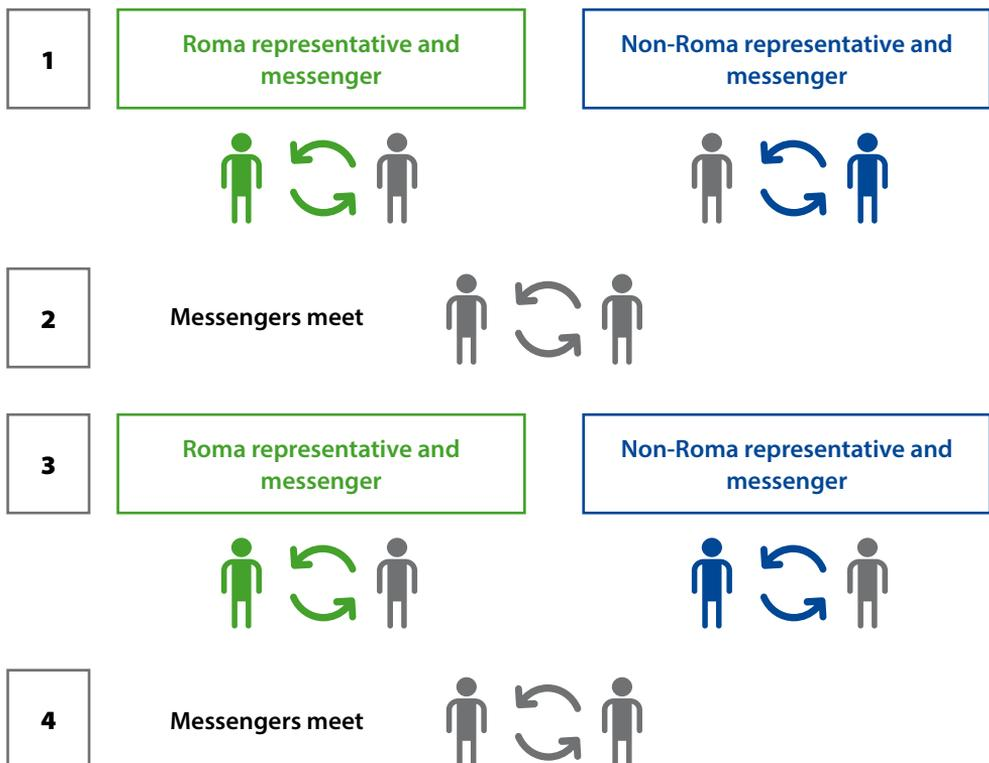 1
Roma representative and
messenger
Non-Roma representative and
messenger
2
Messengers meet
3
Roma representative and
messenger
Non-Roma representative and
messenger
4
Messengers meet